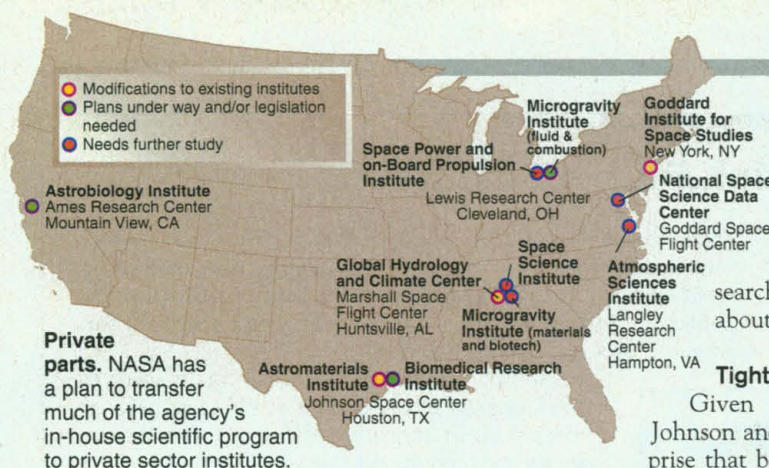 Modifications to existing institutes
Plans under way and/or legislation
needed
Needs further study
Microgravity
Institute
(fluid &
combustion)
Goddard
Institute for
Space Studies
New York, NY
Space Power and
on-Board Propulsion
Institute
Lewis Research Center
Cleveland, OH
Astrobiology Institute
Ames Research Center
Mountain View, CA
National Space
Science Data
Center
Goddard Space
Flight Center
Space
Science
Institute
Global Hydrology
and Climate Center
Marshall Space
Flight Center
Huntsville, AL
Microgravity
Institute (materials
and biotech)
Atmospheric
Sciences
Institute
Langley
Research
Center
Hampton, VA
Astromaterials
Institute
Biomedical Research
Institute
Johnson Space Center
Houston, TX
Private
parts. NASA has
a plan to transfer
much of the agency's
in-house scientific program
to private sector institutes.
search
about
Tight
Given
Johnson and
prise that b